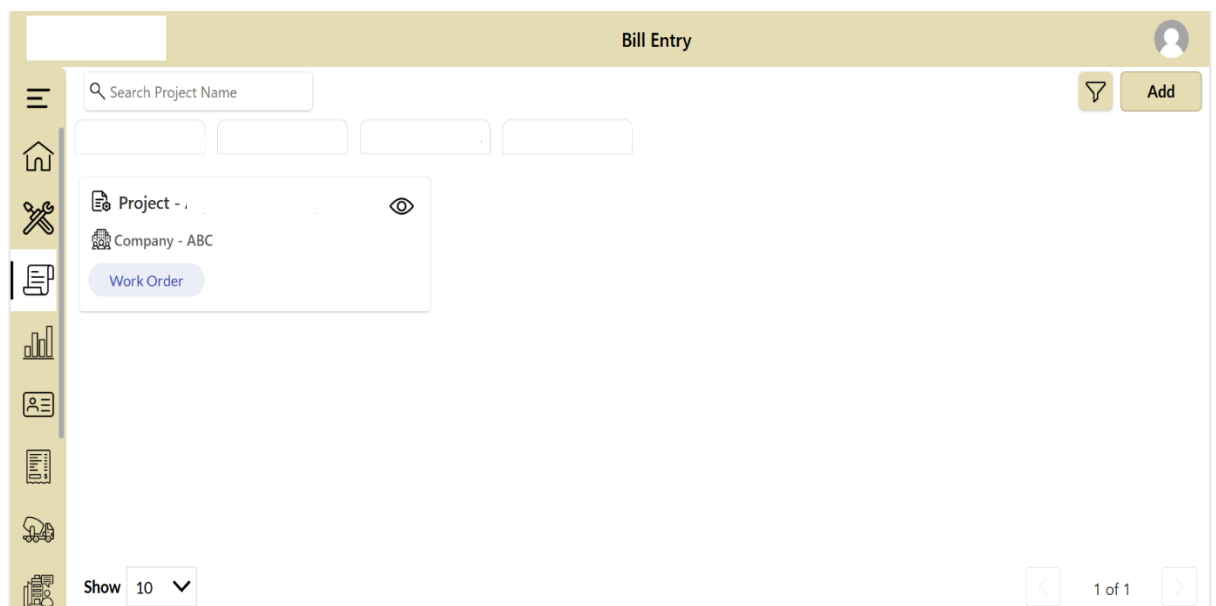 Bill Entry
Search Project Name
Add
Project -
Company - ABC
Work Order
Show 10
1 of 1